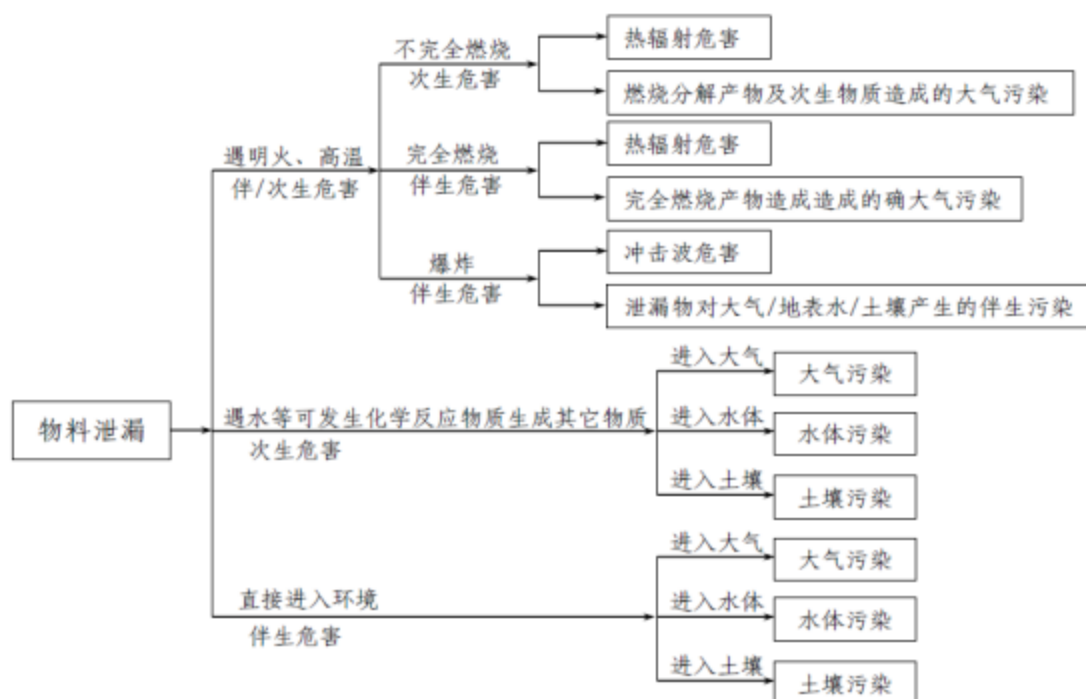 不完全燃烧
次生危害
热辐射危害
燃烧分解产物及次生物质造成的大气污染
遇明火、高温
伴/次生危害
完全燃烧
伴生危害
热辐射危害
完全燃烧产物造成造成的确大气污染
爆炸
伴生危害
冲击波危害
泄漏物对大气/地表水/土壤产生的伴生污染
物料泄漏
遇水等可发生化学反应物质生成其它物质
次生危害
进入大气
大气污染
进入水体
水体污染
进入土壤
土壤污染
直接进入环境
伴生危害
进入大气
大气污染
进入水体
水体污染
进入土壤
土壤污染